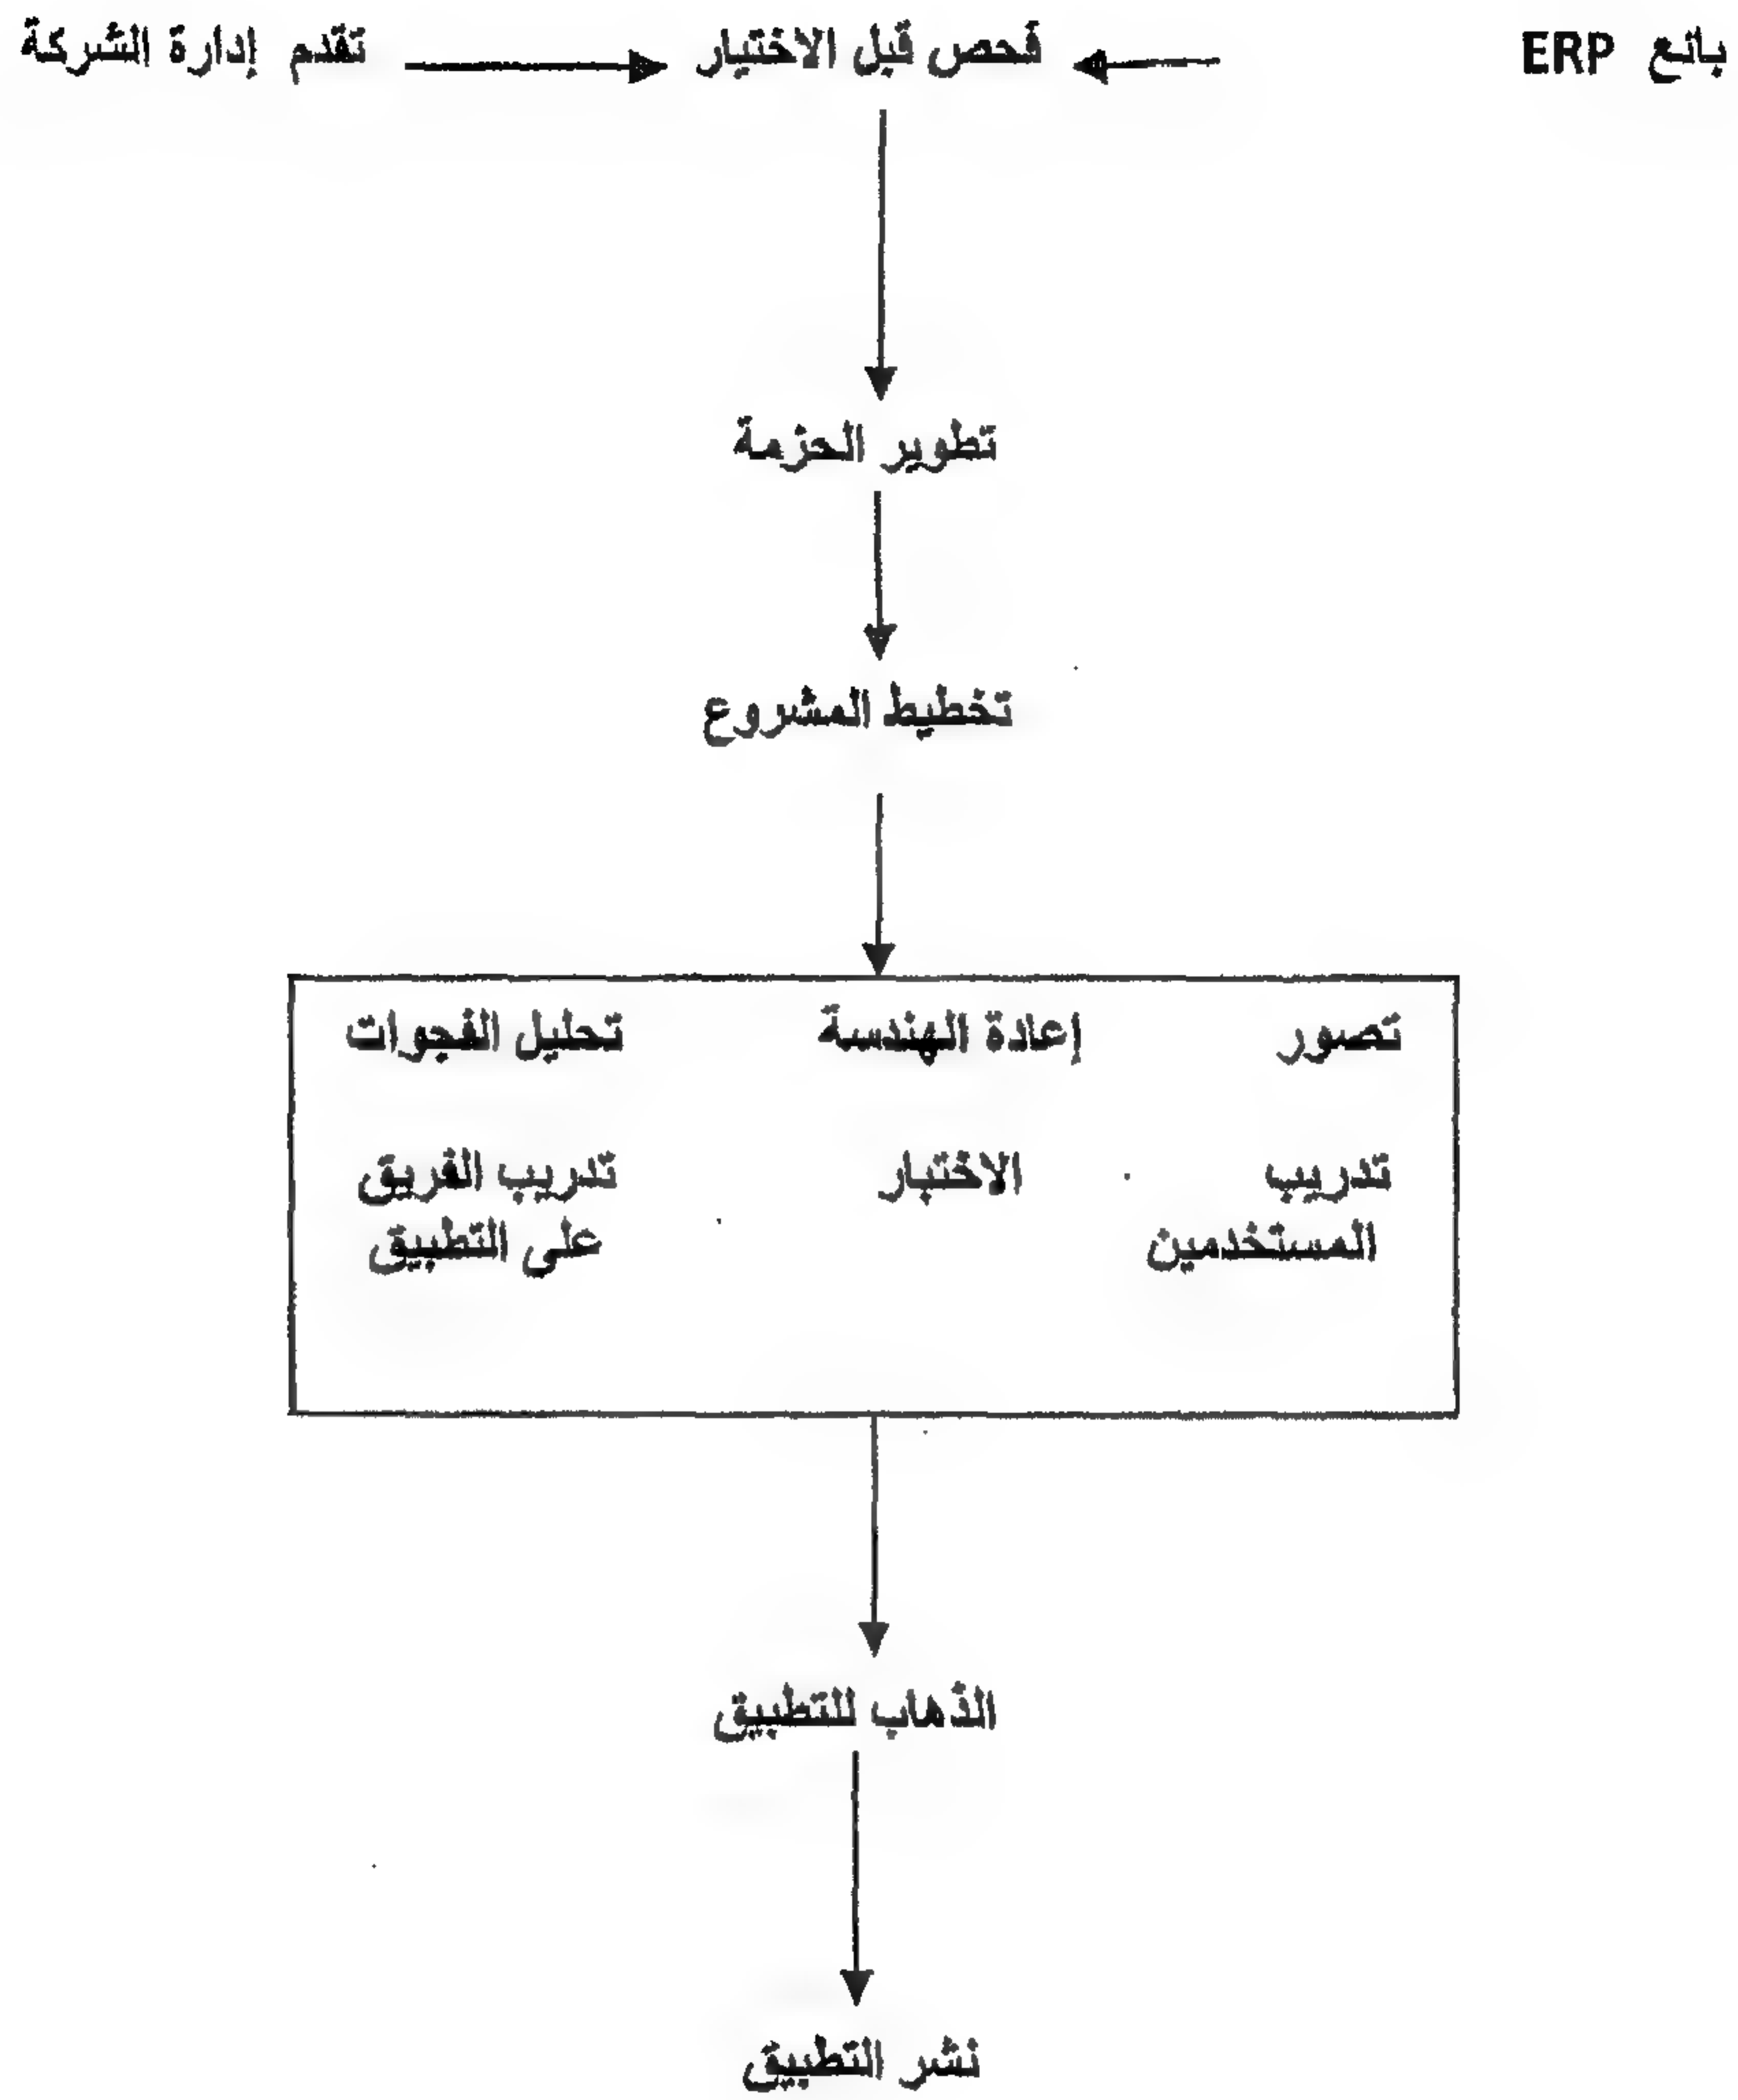 بائع ERP
فحص قبل الاختيار
تقدم إدارة الشركة
تطوير الحزمة
تخطيط المشروع
تصور
إعادة الهندسة
تحليل الفجوات
تدريب
المستخدمين
الاختبار
تدريب الفريق
على التطبيق
الذهاب للتطبيق
نشر التطبيق